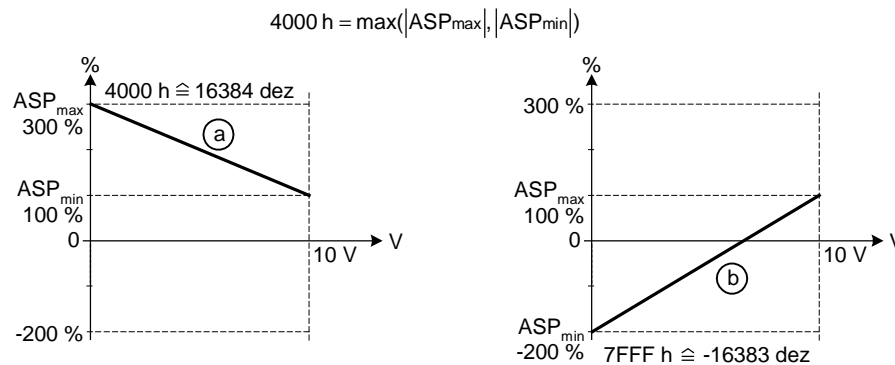 4000 h = max(|ASPmax|,|ASPmin|)
%
4000 h ≙ 16384 dez
ASPmax
300 %
a
ASPmin
100 %
0
10 V
V
-200 %
%
300 %
ASPmax
100 %
0
10 V
V
b
ASPmin
-200 %
7FFF h ≙ -16383 dez